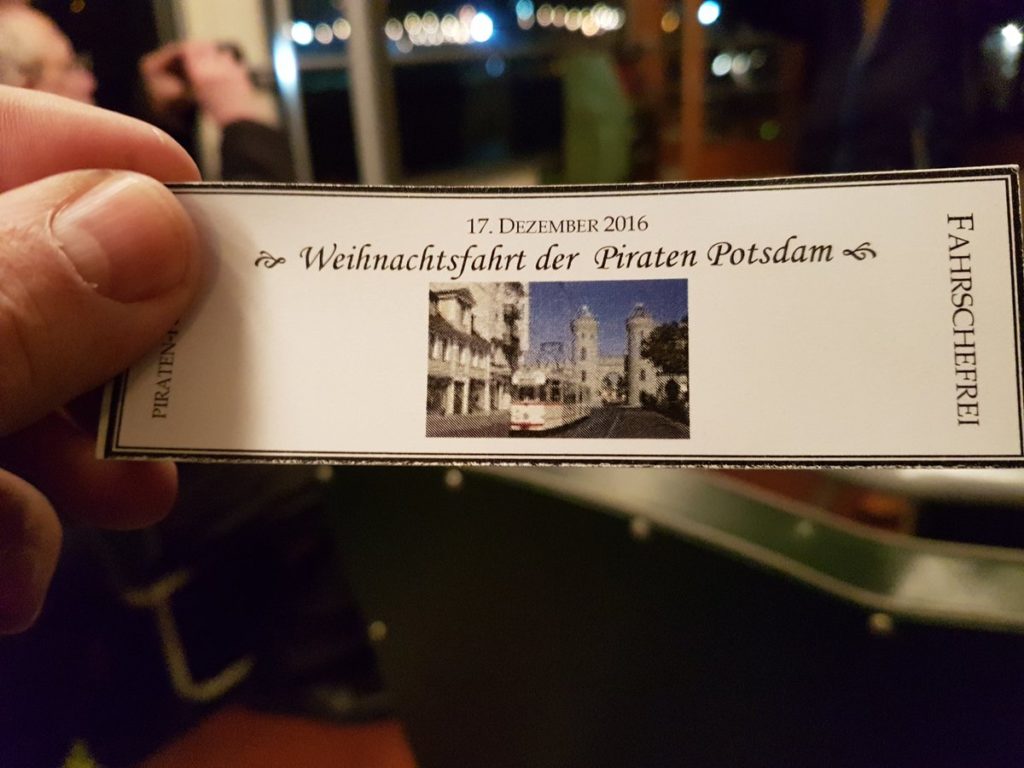 17. DEZEMBER 2016
Weihnachtsfahrt der Piraten Potsdam
FAHRSCHEFREI